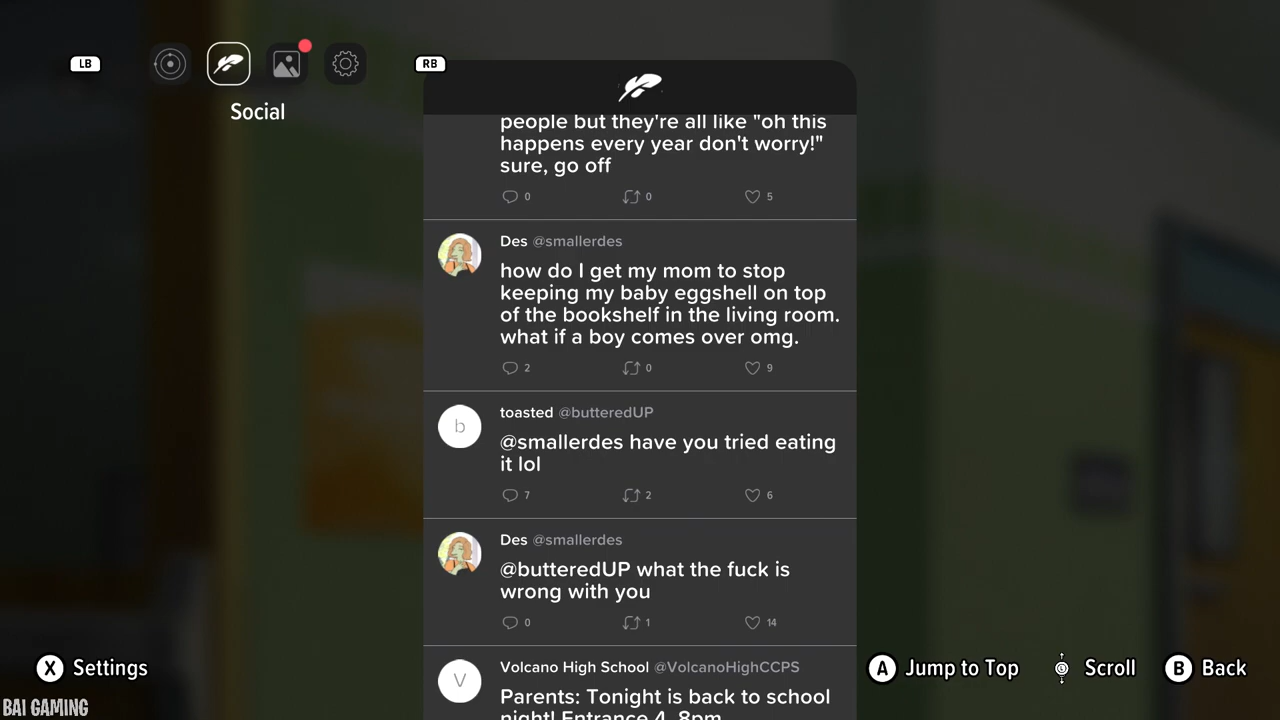 LB
RB
Social
people but they're all like "oh this
happens every year don't worry!"
sure, go off
0 0 5
Des @smallerdes
how do I get my mom to stop
keeping my baby eggshell on top
of the bookshelf in the living room.
what if a boy comes over omg.
2 0 9
b
toasted @butteredUP
@smallerdes have you tried eating
it lol
7 2 6
Des @smallerdes
@butteredUP what the fuck is
wrong with you
0 1 14
V
Volcano High School @VolcanoHighCCPS
Parents: Tonight is back to school
night! Entrance 4, 8pm
X Settings
A Jump to Top
Scroll
B Back
BAI GAMING